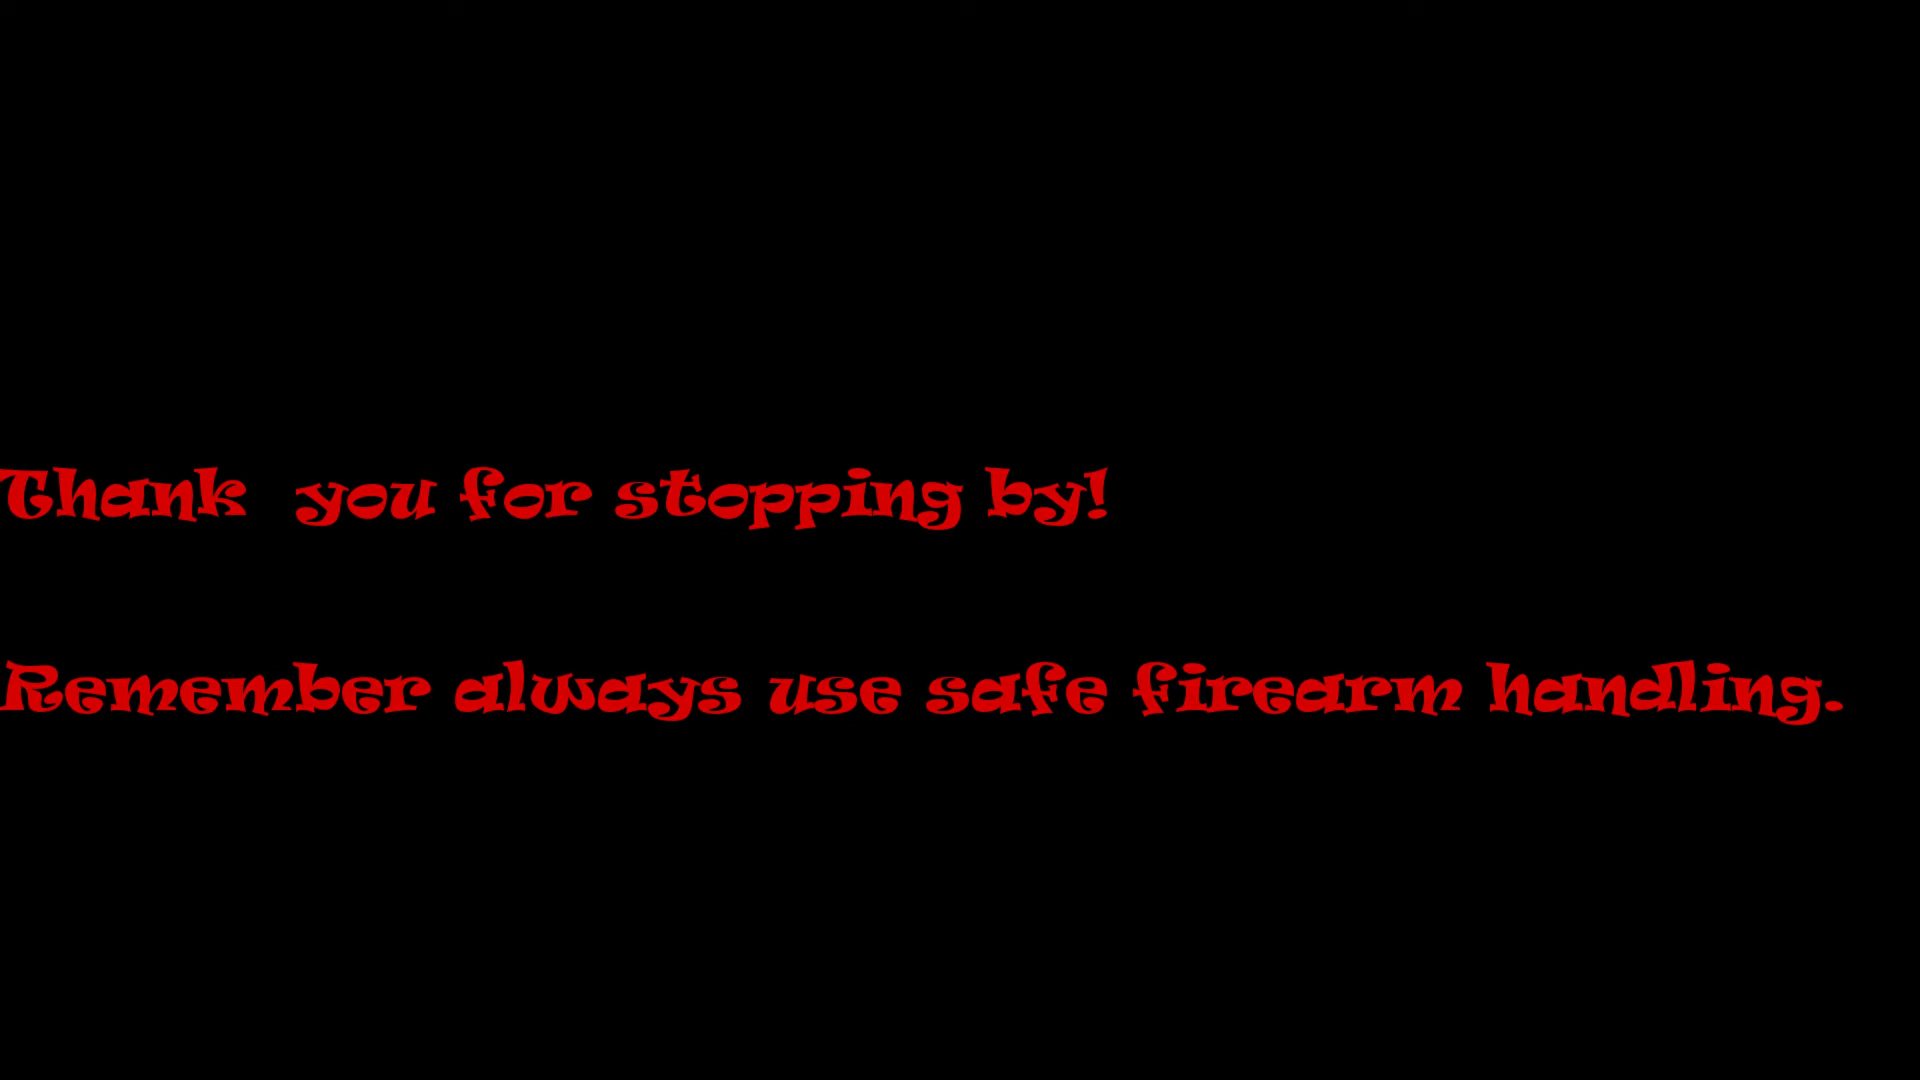 Thank  you for stopping by!
Remember always use safe firearm handling.